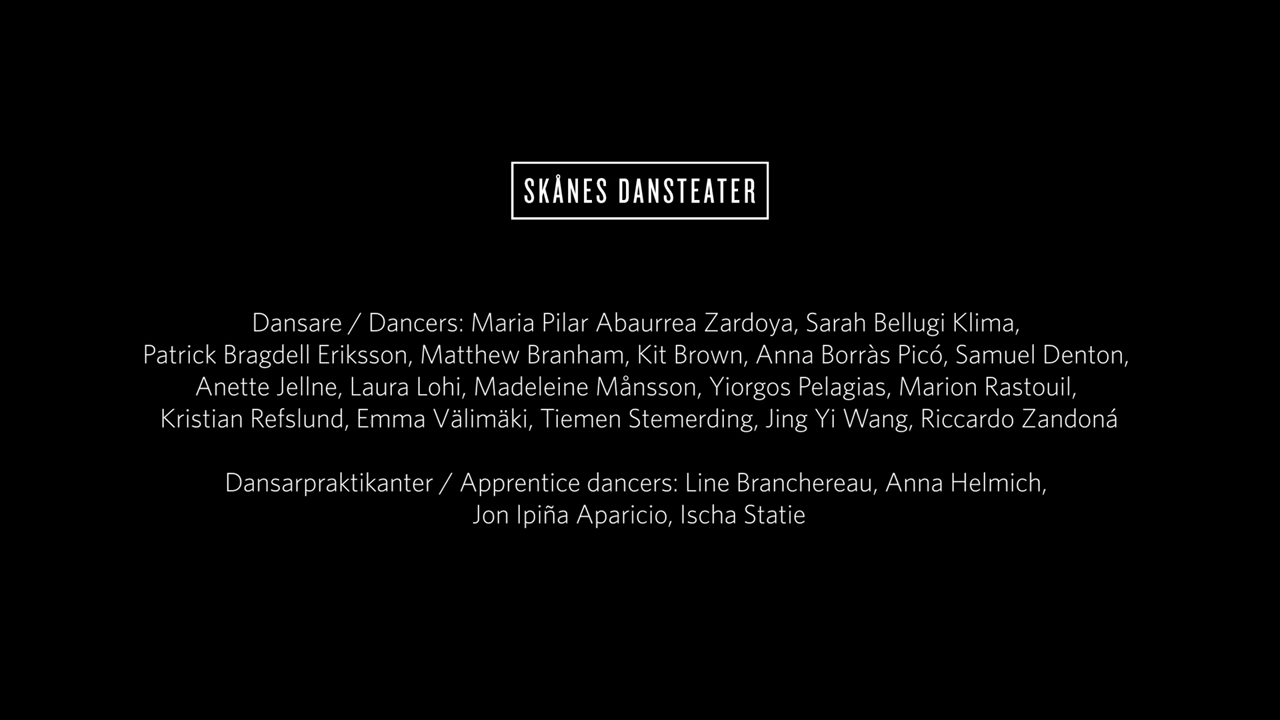 SKÅNES DANSTEATER
Dansare / Dancers: Maria Pilar Abaurrea Zardoya, Sarah Bellugi Klima,
Patrick Bragdell Eriksson, Matthew Branham, Kit Brown, Anna Borràs Picó, Samuel Denton,
Anette Jellne, Laura Lohi, Madeleine Månsson, Yiorgos Pelagias, Marion Rastouil,
Kristian Refslund, Emma Välimäki, Tiemen Stemerding, Jing Yi Wang, Riccardo Zandoná
Dansarpraktikanter / Apprentice dancers: Line Branchereau, Anna Helmich,
Jon Ipiña Aparicio, Ischa Statie